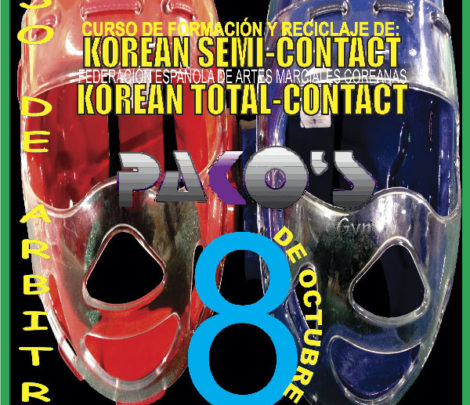 CURSO DE FORMACIÓN Y RECICLAJE DE:
KOREAN SEMI-CONTACT
FEDERACIÓN ESPAÑOLA DE ARTES MARCIALES COREANAS
KOREAN TOTAL-CONTACT
PAKO'S
Gym
8
DE OCTUBRE
SO DE ARBITR